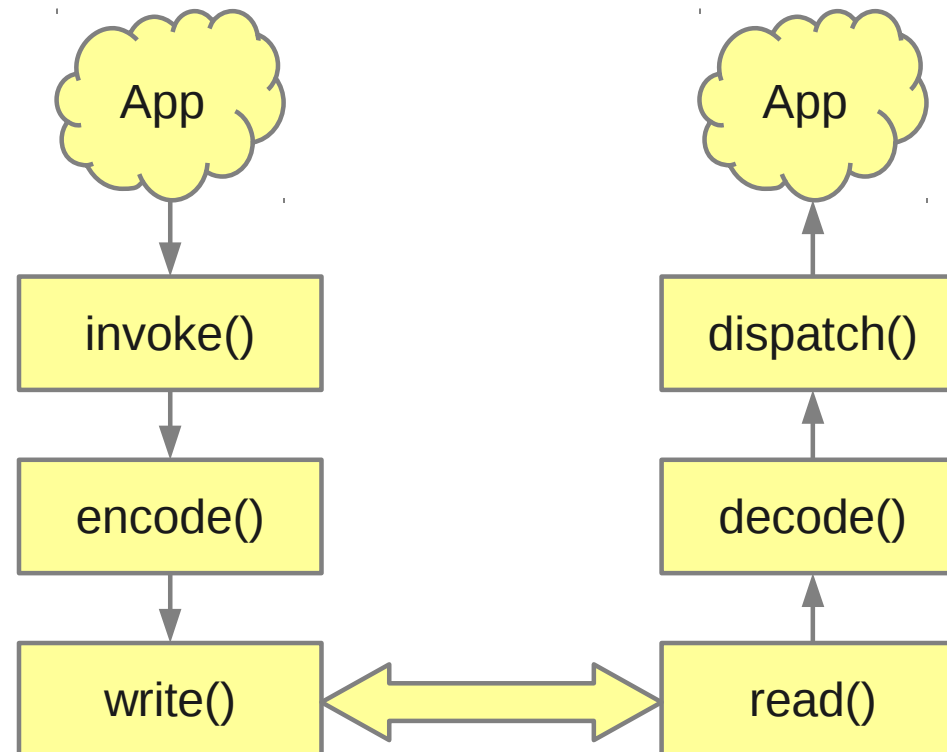 App
App
invoke()
dispatch()
encode()
decode()
write()
read()